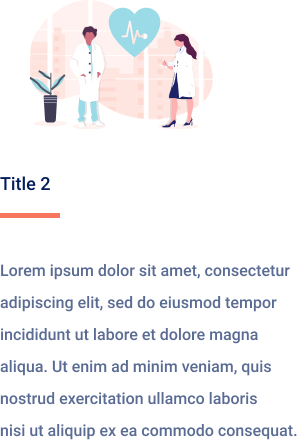 Title 2
Lorem ipsum dolor sit amet, consectetur
adipiscing elit, sed do eiusmod tempor
incididunt ut labore et dolore magna
aliqua. Ut enim ad minim veniam, quis
nostrud exercitation ullamco laboris
nisi ut aliquip ex ea commodo consequat.